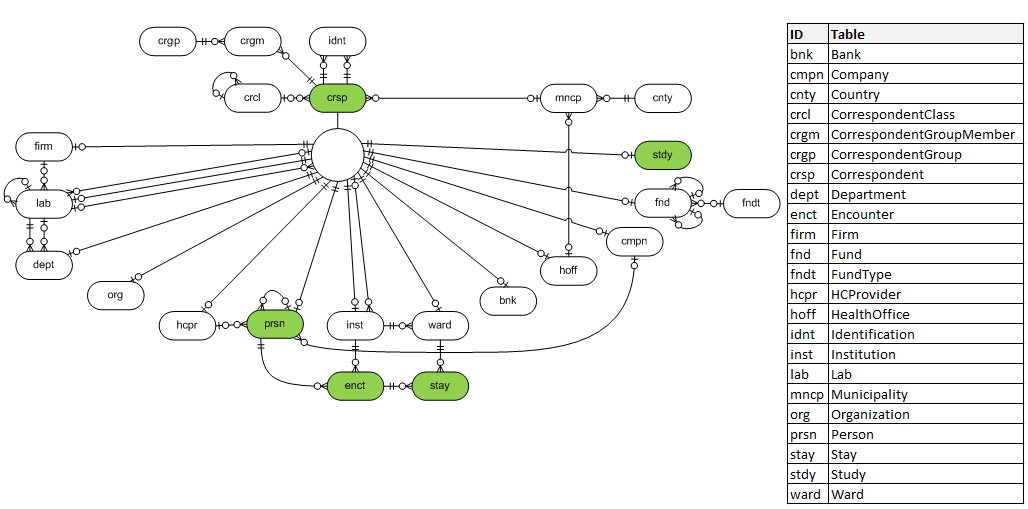 crgp
crgm
idnt
crcl
crsp
mncp
cnty
firm
stdy
lab
fnd
fndt
cmpn
dept
hoff
org
bnk
hcpr
prsn
inst
ward
enct
stay
ID Table
bnk Bank
cmpn Company
cnty Country
crcl CorrespondentClass
crgm CorrespondentGroupMember
crgp CorrespondentGroup
crsp Correspondent
dept Department
enct Encounter
firm Firm
fnd Fund
fndt FundType
hcpr HCProvider
hoff HealthOffice
idnt Identification
inst Institution
lab Lab
mncp Municipality
org Organization
prsn Person
stay Stay
stdy Study
ward Ward